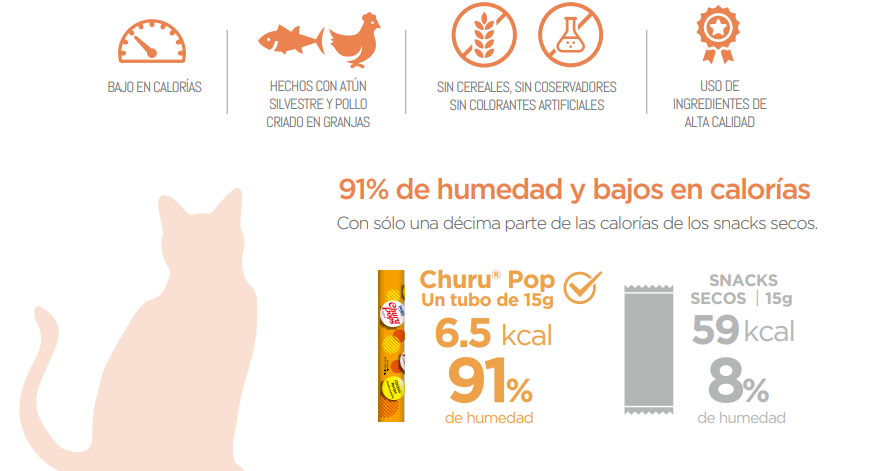 BAJO EN CALORÍAS
HECHOS CON ATÚN
SILVESTRE Y POLLO
CRIADO EN GRANJAS
SIN CEREALES, SIN COSERVADORES
SIN COLORANTES ARTIFICIALES
USO DE
INGREDIENTES DE
ALTA CALIDAD
91% de humedad y bajos en calorías
Con sólo una décima parte de las calorías de los snacks secos.
Churu® Pop
Un tubo de 15g
6.5 kcal
91%
de humedad
churu
pops
SNACKS
SECOS | 15g
59 kcal
8%
de humedad